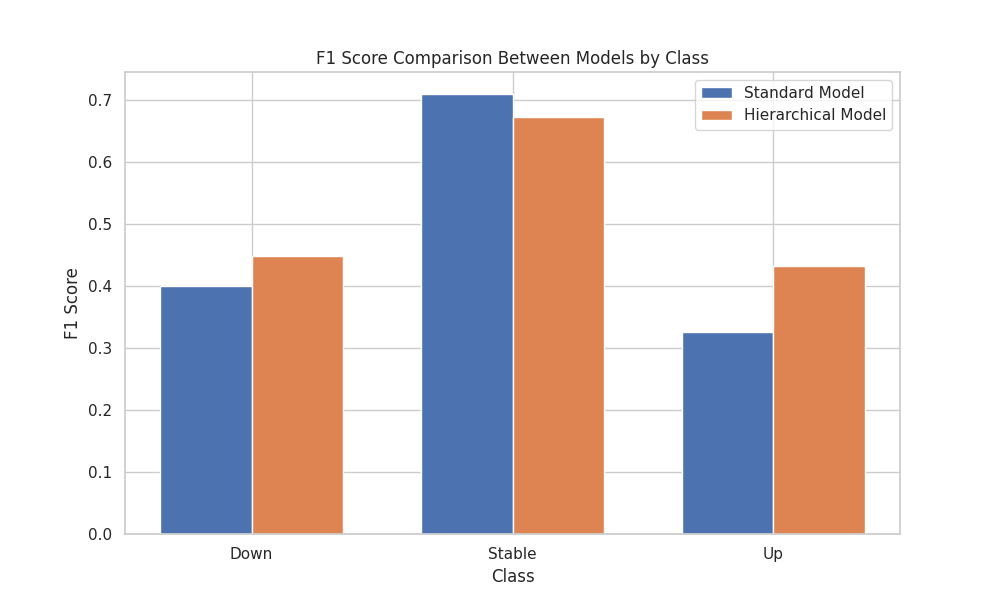 F1 Score Comparison Between Models by Class
Standard Model
Hierarchical Model
0.7
0.6
0.5
0.4
0.3
0.2
0.1
0.0
F1 Score
Down
Stable
Up
Class